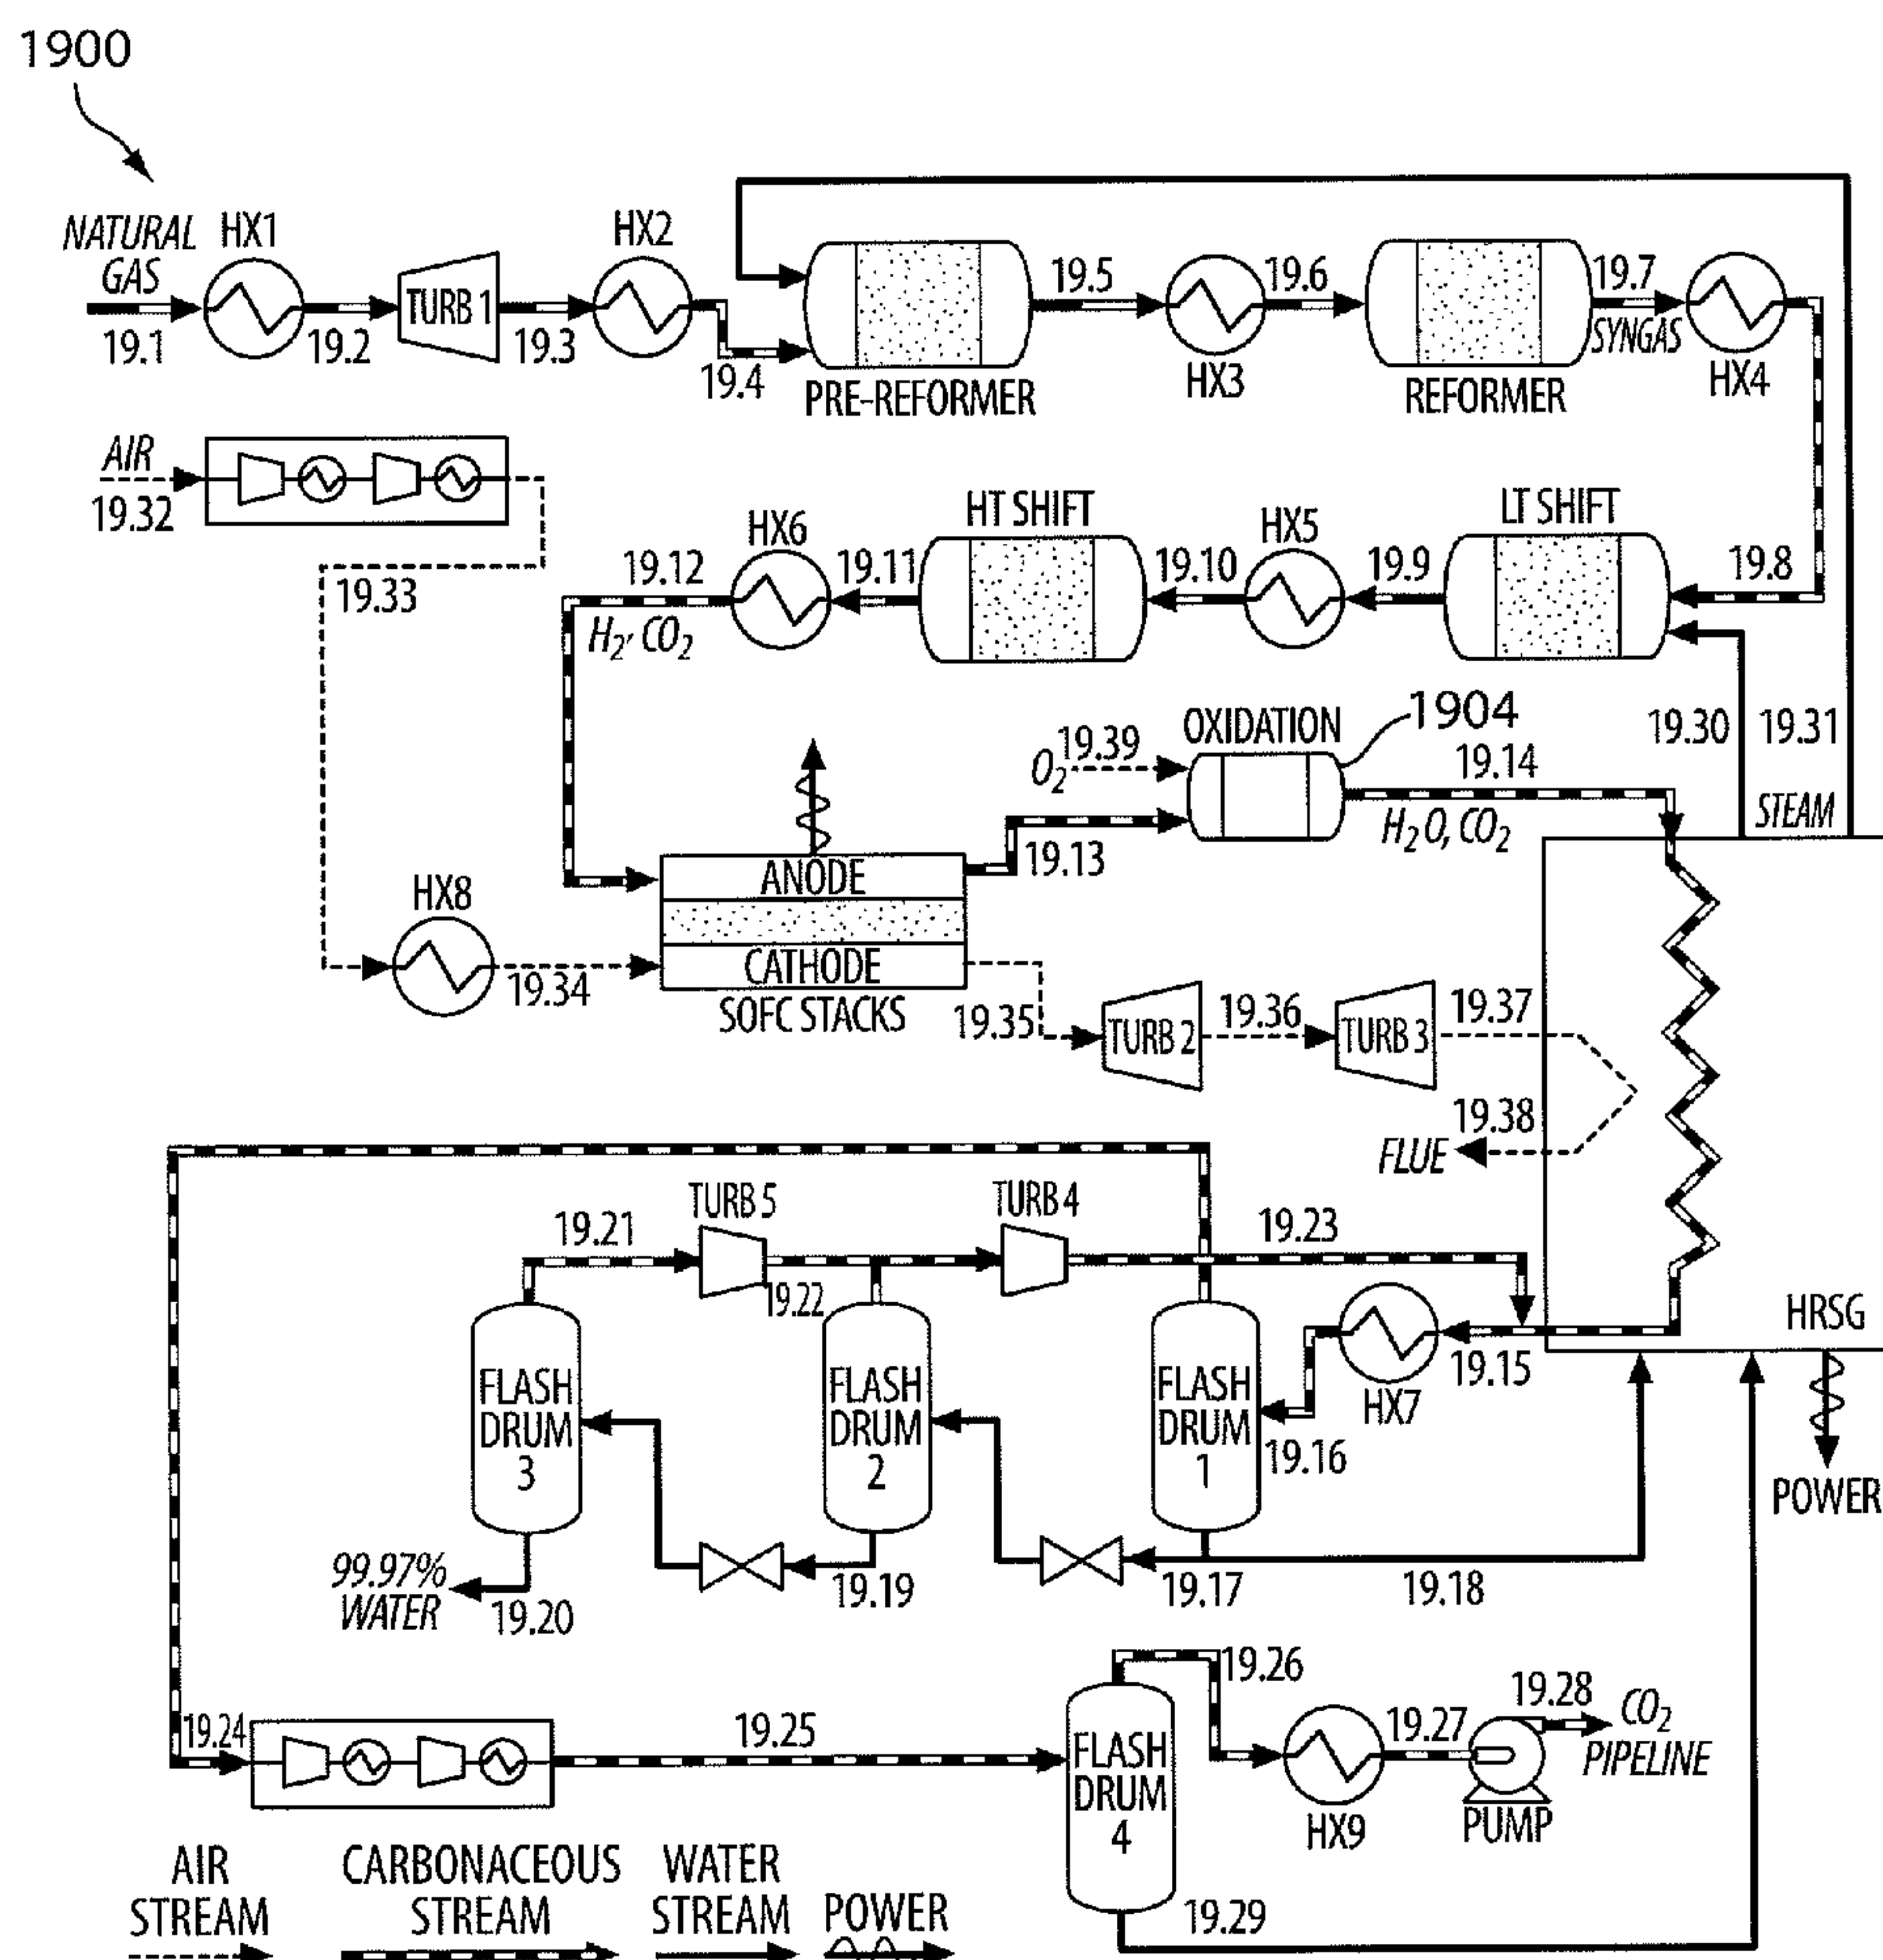 1900
NATURAL
GAS
19.1
HX1
19.2
TURB 1
19.3
HX2
19.4
PRE-REFORMER
19.5
HX3
19.6
REFORMER
19.7
SYNGAS
HX4
AIR
19.32
19.33
HX6
19.12
H2, CO2
19.11
HT SHIFT
19.10
HX5
19.9
LT SHIFT
19.8
19.30
19.31
STEAM
O2
19.39
OXIDATION
1904
19.14
H2O, CO2
19.13
ANODE
CATHODE
SOFC STACKS
HX8
19.34
19.35
TURB 2
19.36
TURB 3
19.37
19.38
FLUE
19.21
TURB 5
19.22
TURB 4
19.23
HRSG
POWER
FLASH
DRUM
3
FLASH
DRUM
2
FLASH
DRUM
1
19.15
HX7
19.16
99.97%
WATER
19.20
19.19
19.17
19.18
19.24
19.25
FLASH
DRUM
4
19.26
HX9
19.27
PUMP
19.28
CO2
PIPELINE
19.29
AIR
STREAM
CARBONACEOUS
STREAM
WATER
STREAM
POWER